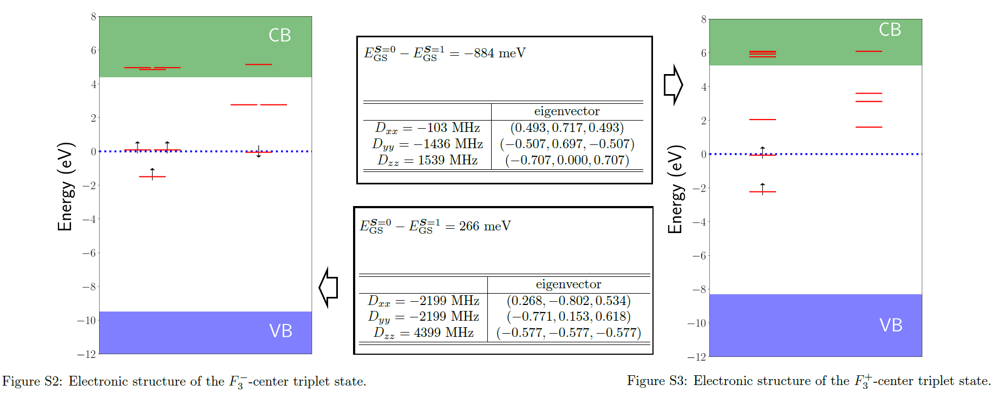 8
6
4
2
0
−2
−4
−6
−8
−10
−12
Energy (eV)
CB
VB
Figure S2: Electronic structure of the F₃⁻-center triplet state.
E_GS^{S=0} − E_GS^{S=1} = −884 meV
eigenvector
D_xx = −103 MHz (0.493, 0.717, 0.493)
D_yy = −1436 MHz (−0.507, 0.697, −0.507)
D_zz = 1539 MHz (−0.707, 0.000, 0.707)
E_GS^{S=0} − E_GS^{S=1} = 266 meV
eigenvector
D_xx = −2199 MHz (0.268, −0.802, 0.534)
D_yy = −2199 MHz (−0.771, 0.153, 0.618)
D_zz = 4399 MHz (−0.577, −0.577, −0.577)
8
6
4
2
0
−2
−4
−6
−8
−10
−12
Energy (eV)
CB
VB
Figure S3: Electronic structure of the F₃⁺-center triplet state.